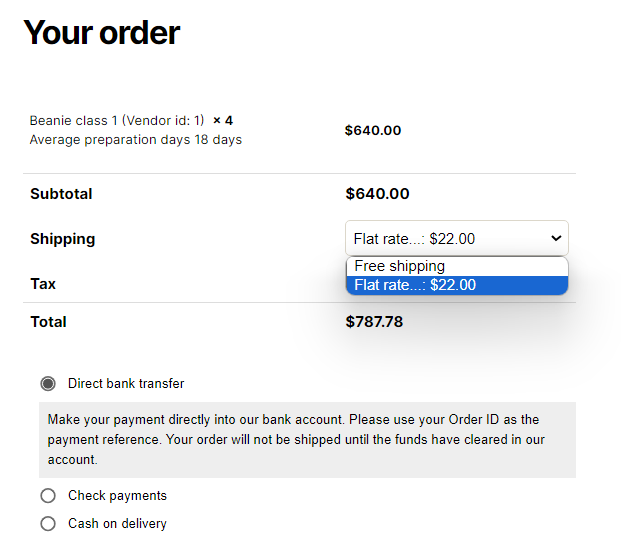 Your order
Beanie class 1 (Vendor id: 1) × 4
Average preparation days 18 days
$640.00
Subtotal $640.00
Shipping Flat rate...: $22.00
Free shipping
Flat rate...: $22.00
Tax
Total $787.78
Direct bank transfer
Make your payment directly into our bank account. Please use your Order ID as the
payment reference. Your order will not be shipped until the funds have cleared in our
account.
Check payments
Cash on delivery